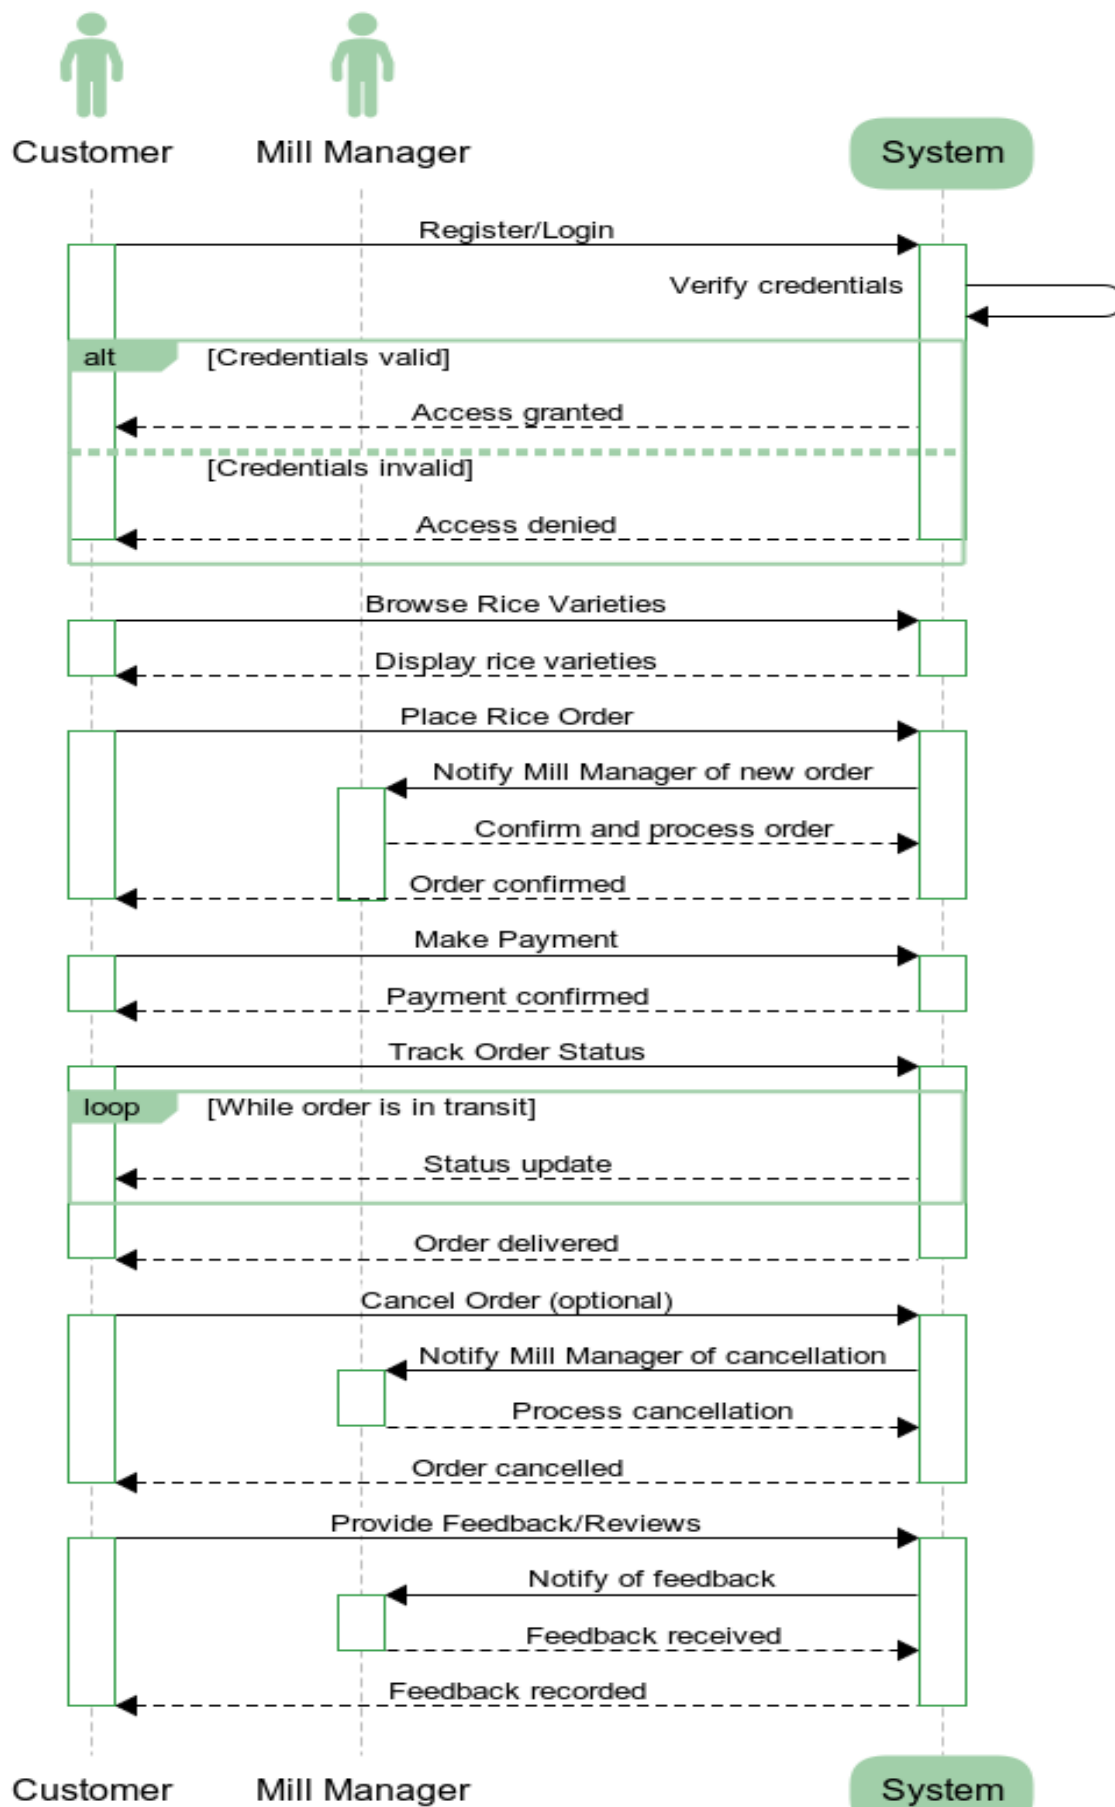 Customer
Mill Manager
System
Register/Login
Verify credentials
alt
[Credentials valid]
Access granted
[Credentials invalid]
Access denied
Browse Rice Varieties
Display rice varieties
Place Rice Order
Notify Mill Manager of new order
Confirm and process order
Order confirmed
Make Payment
Payment confirmed
Track Order Status
loop
[While order is in transit]
Status update
Order delivered
Cancel Order (optional)
Notify Mill Manager of cancellation
Process cancellation
Order cancelled
Provide Feedback/Reviews
Notify of feedback
Feedback received
Feedback recorded
Customer
Mill Manager
System